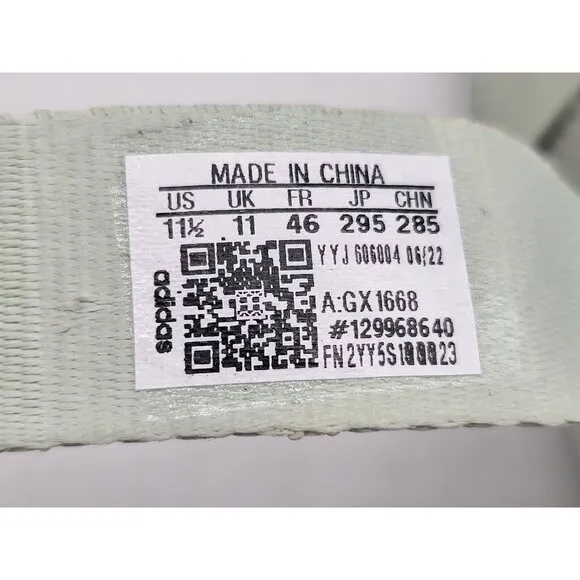 MADE IN CHINA
US UK FR JP CHN
11½ 11 46 295 285
YYJ 606004 06/22
adidas
A:GX1668
#129968640